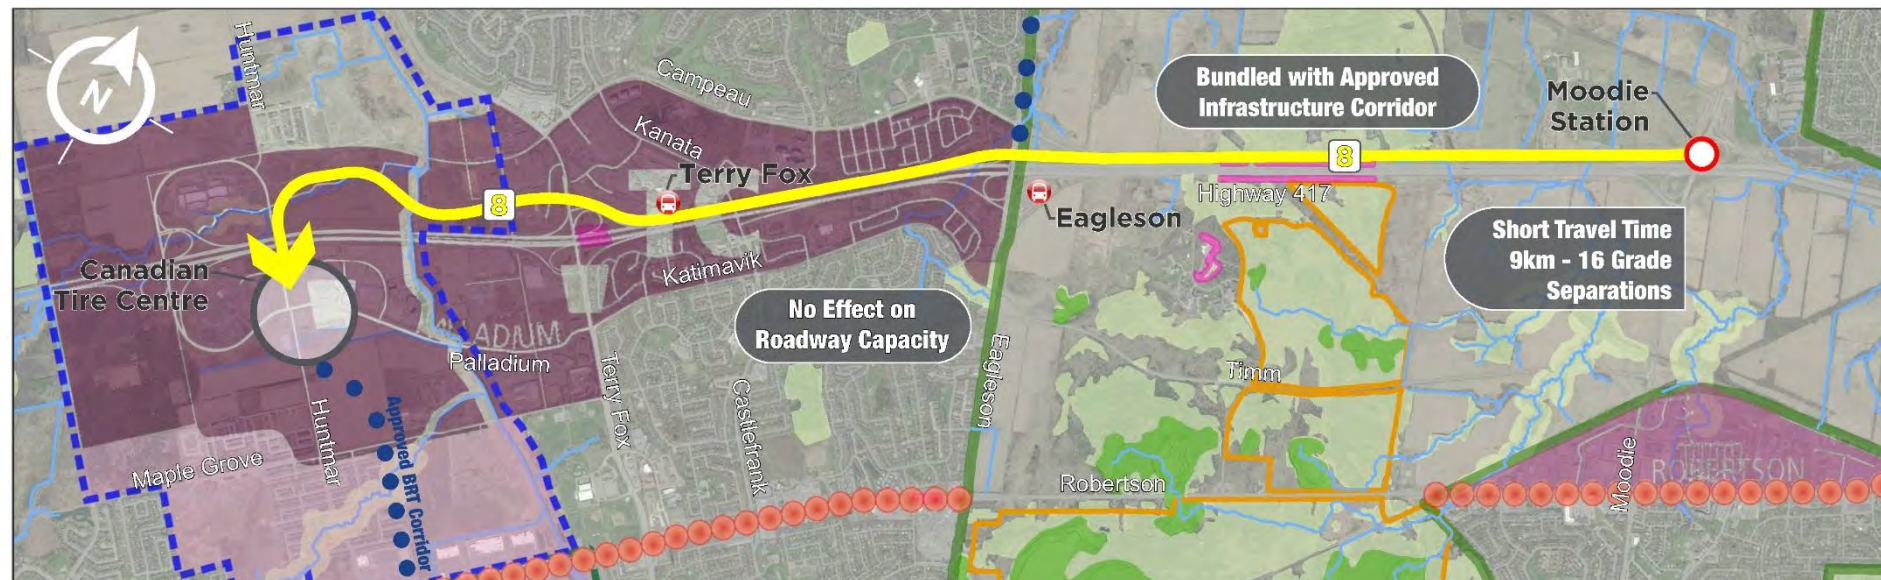 N
Huntmar
Campeau
Kanata
Terry Fox
8
Canadian
Tire Centre
Katimavik
Palladium
Terry Fox
Castlefrank
Huntmar
Maple Grove
Approved BRT Corridor
No Effect on
Roadway Capacity
Eagleson
Eagleson
Bundled with Approved
Infrastructure Corridor
8
Moodie
Station
Highway 417
Short Travel Time
9km - 16 Grade
Separations
Timm
Robertson
Moodie
ROBERTSON